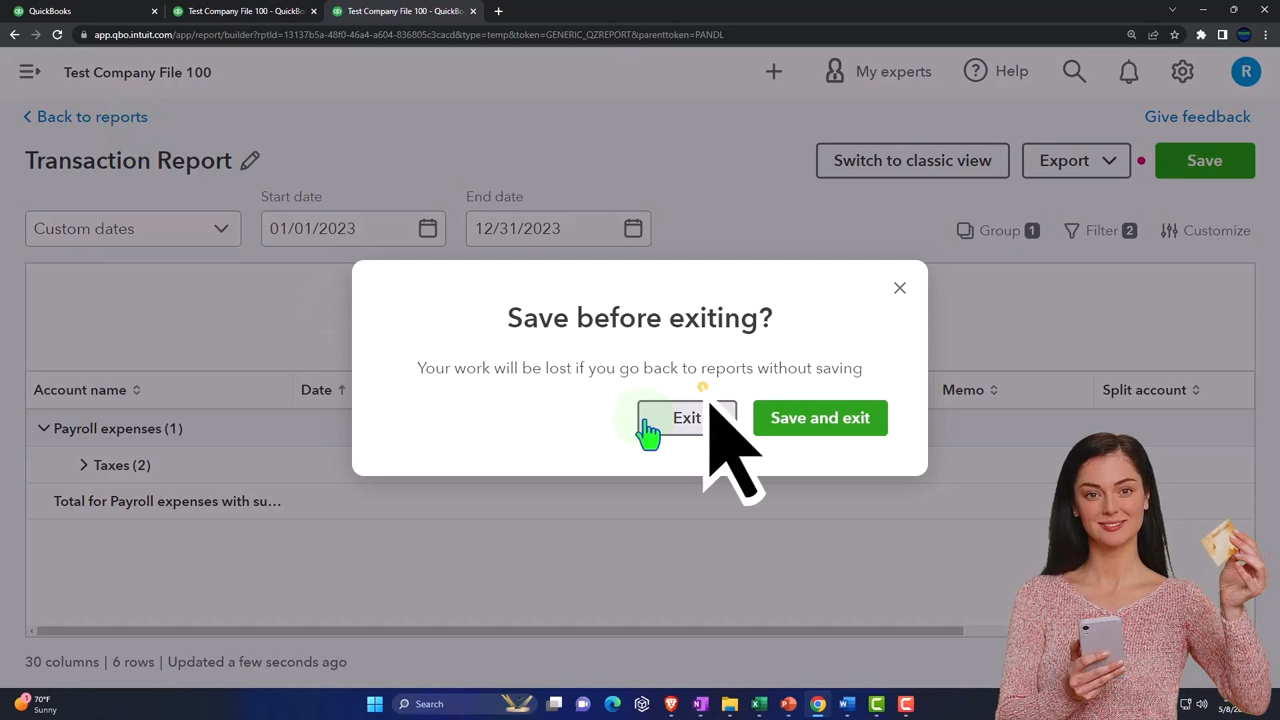 QuickBooks
Test Company File 100 - QuickBo
Test Company File 100 - QuickBo
app.qbo.intuit.com/app/report/builder?rptId=13137b5a-48f0-46a4-a604-836805c3cacd&type=temp&token=GENERIC_QZREPORT&parenttoken=PANDL
Test Company File 100
My experts
Help
R
Back to reports
Give feedback
Transaction Report
Switch to classic view
Export
Save
Start date
End date
Custom dates
01/01/2023
12/31/2023
Group 1
Filter 2
Customize
Save before exiting?
Your work will be lost if you go back to reports without saving
Account name
Date
Memo
Split account
Exit
Save and exit
Payroll expenses (1)
Taxes (2)
Total for Payroll expenses with su...
30 columns | 6 rows | Updated a few seconds ago
1
70°F
Sunny
Search
5/8/2